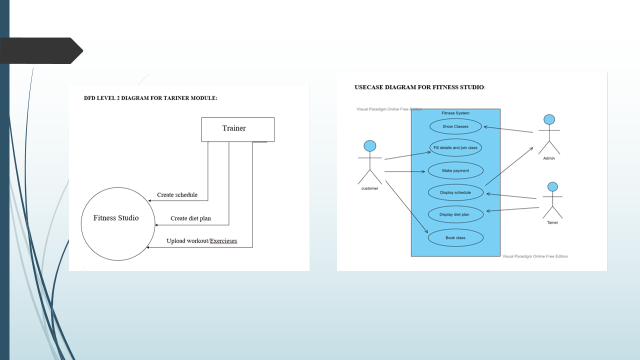 DFD LEVEL 2 DIAGRAM FOR TARINER MODULE:
Trainer
Create schedule
Fitness Studio
Create diet plan
Upload workout/Exercieses
USECASE DIAGRAM FOR FITNESS STUDIO:
Visual Paradigm Online Free Edition
Fitness System
Show Classes
Fill details and join class
Make payment
Display schedule
Display diet plan
Book class
customer
Admin
Tainer
Visual Paradigm Online Free Edition